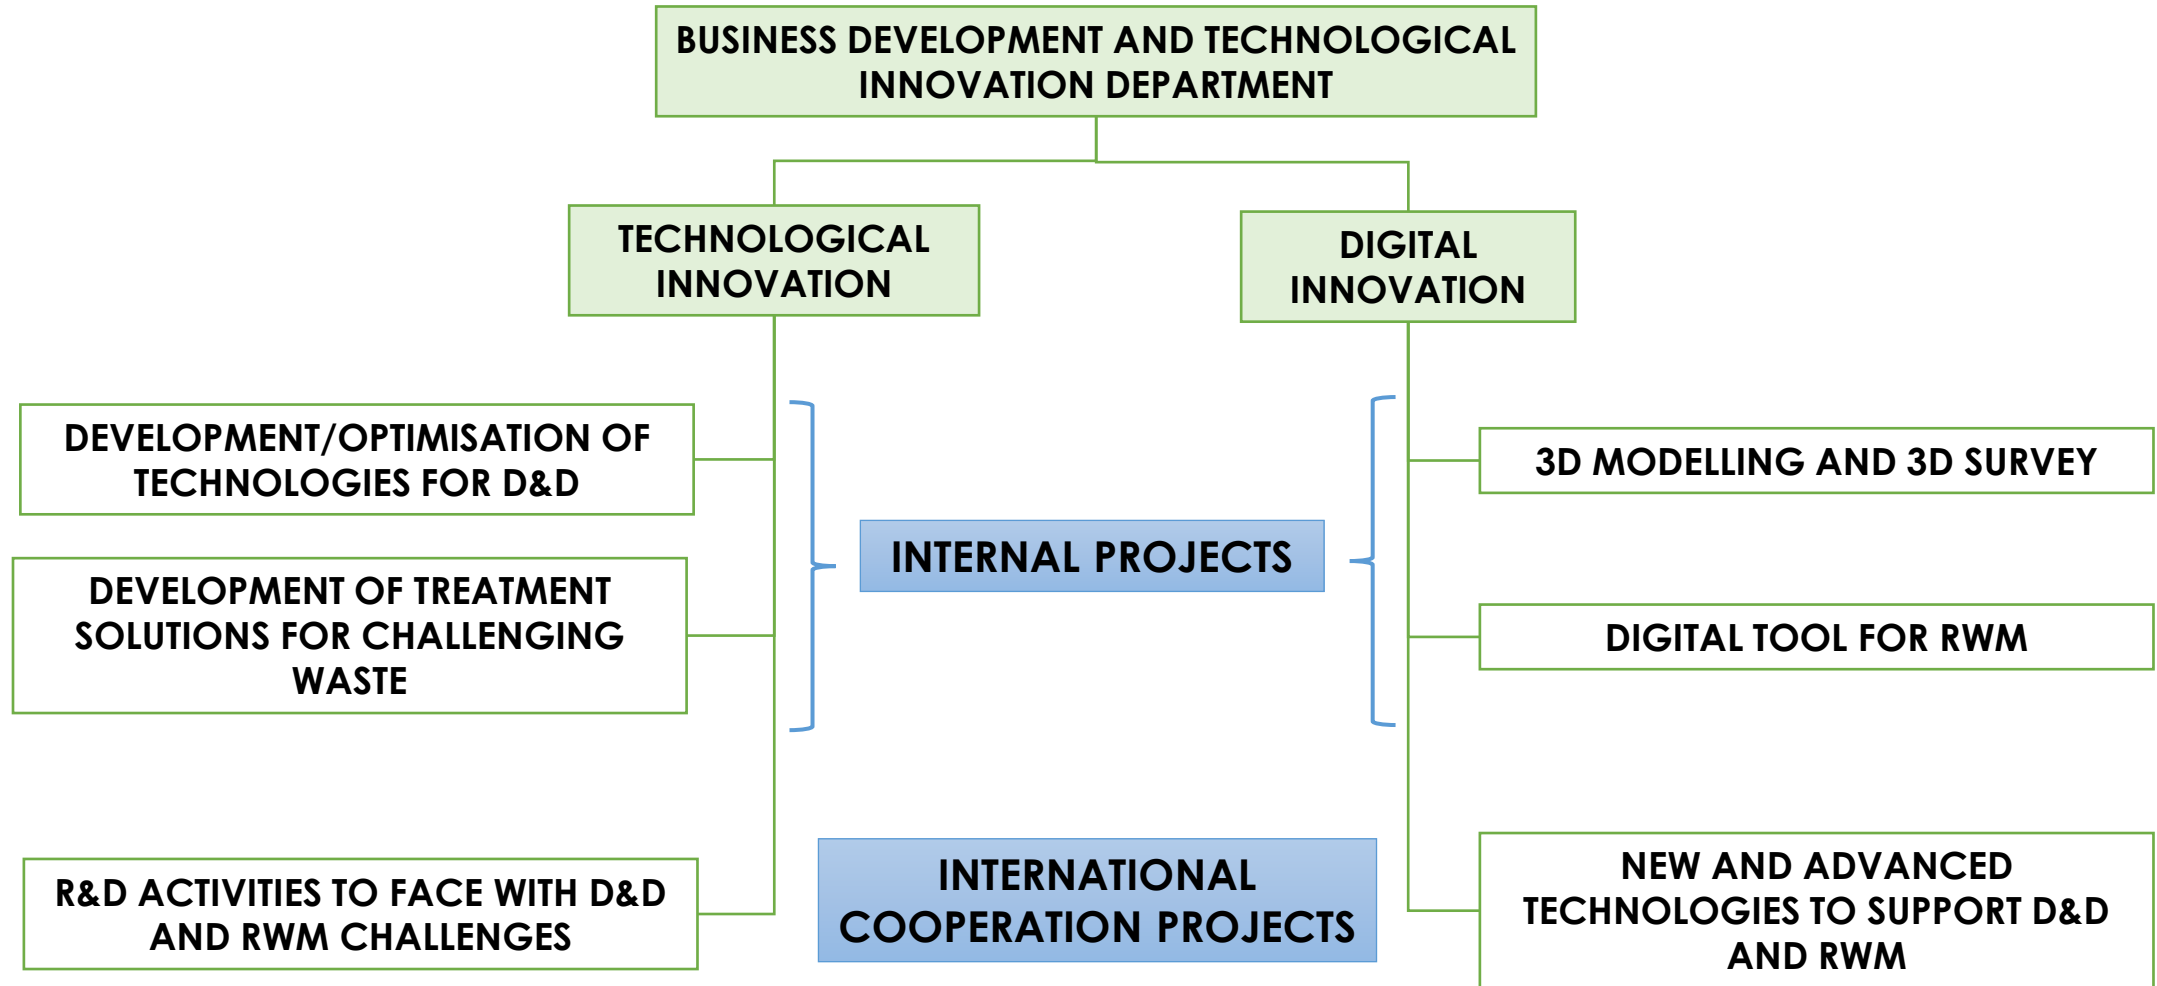 BUSINESS DEVELOPMENT AND TECHNOLOGICAL
INNOVATION DEPARTMENT
TECHNOLOGICAL
INNOVATION
DIGITAL
INNOVATION
DEVELOPMENT/OPTIMISATION OF
TECHNOLOGIES FOR D&D
3D MODELLING AND 3D SURVEY
INTERNAL PROJECTS
DEVELOPMENT OF TREATMENT
SOLUTIONS FOR CHALLENGING
WASTE
DIGITAL TOOL FOR RWM
R&D ACTIVITIES TO FACE WITH D&D
AND RWM CHALLENGES
INTERNATIONAL
COOPERATION PROJECTS
NEW AND ADVANCED
TECHNOLOGIES TO SUPPORT D&D
AND RWM